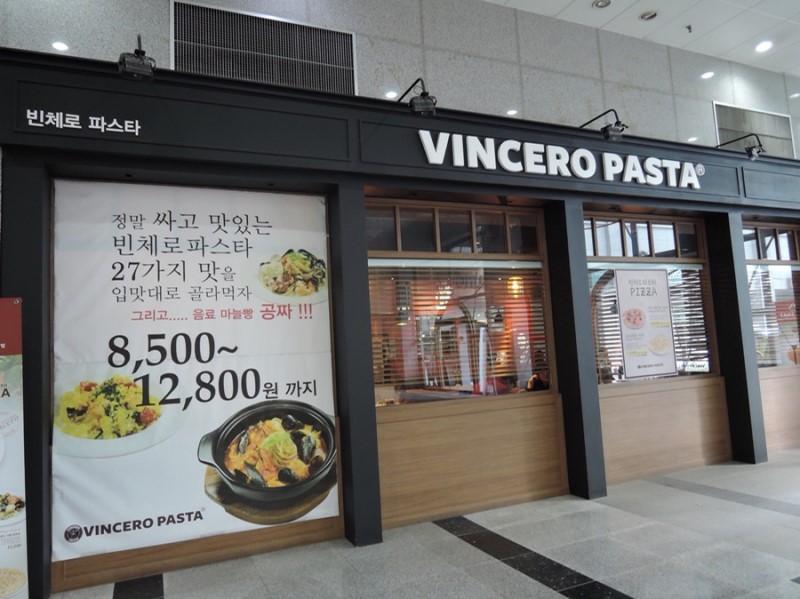 빈체로 파스타
VINCERO PASTA®
정말 싸고 맛있는
빈체로파스타
27가지 맛을
입맛대로 골라먹자
그리고..... 음료 마늘빵 공짜 !!!
8,500~
12,800원 까지
VINCERO PASTA
PIZZA
VINCERO PASTA